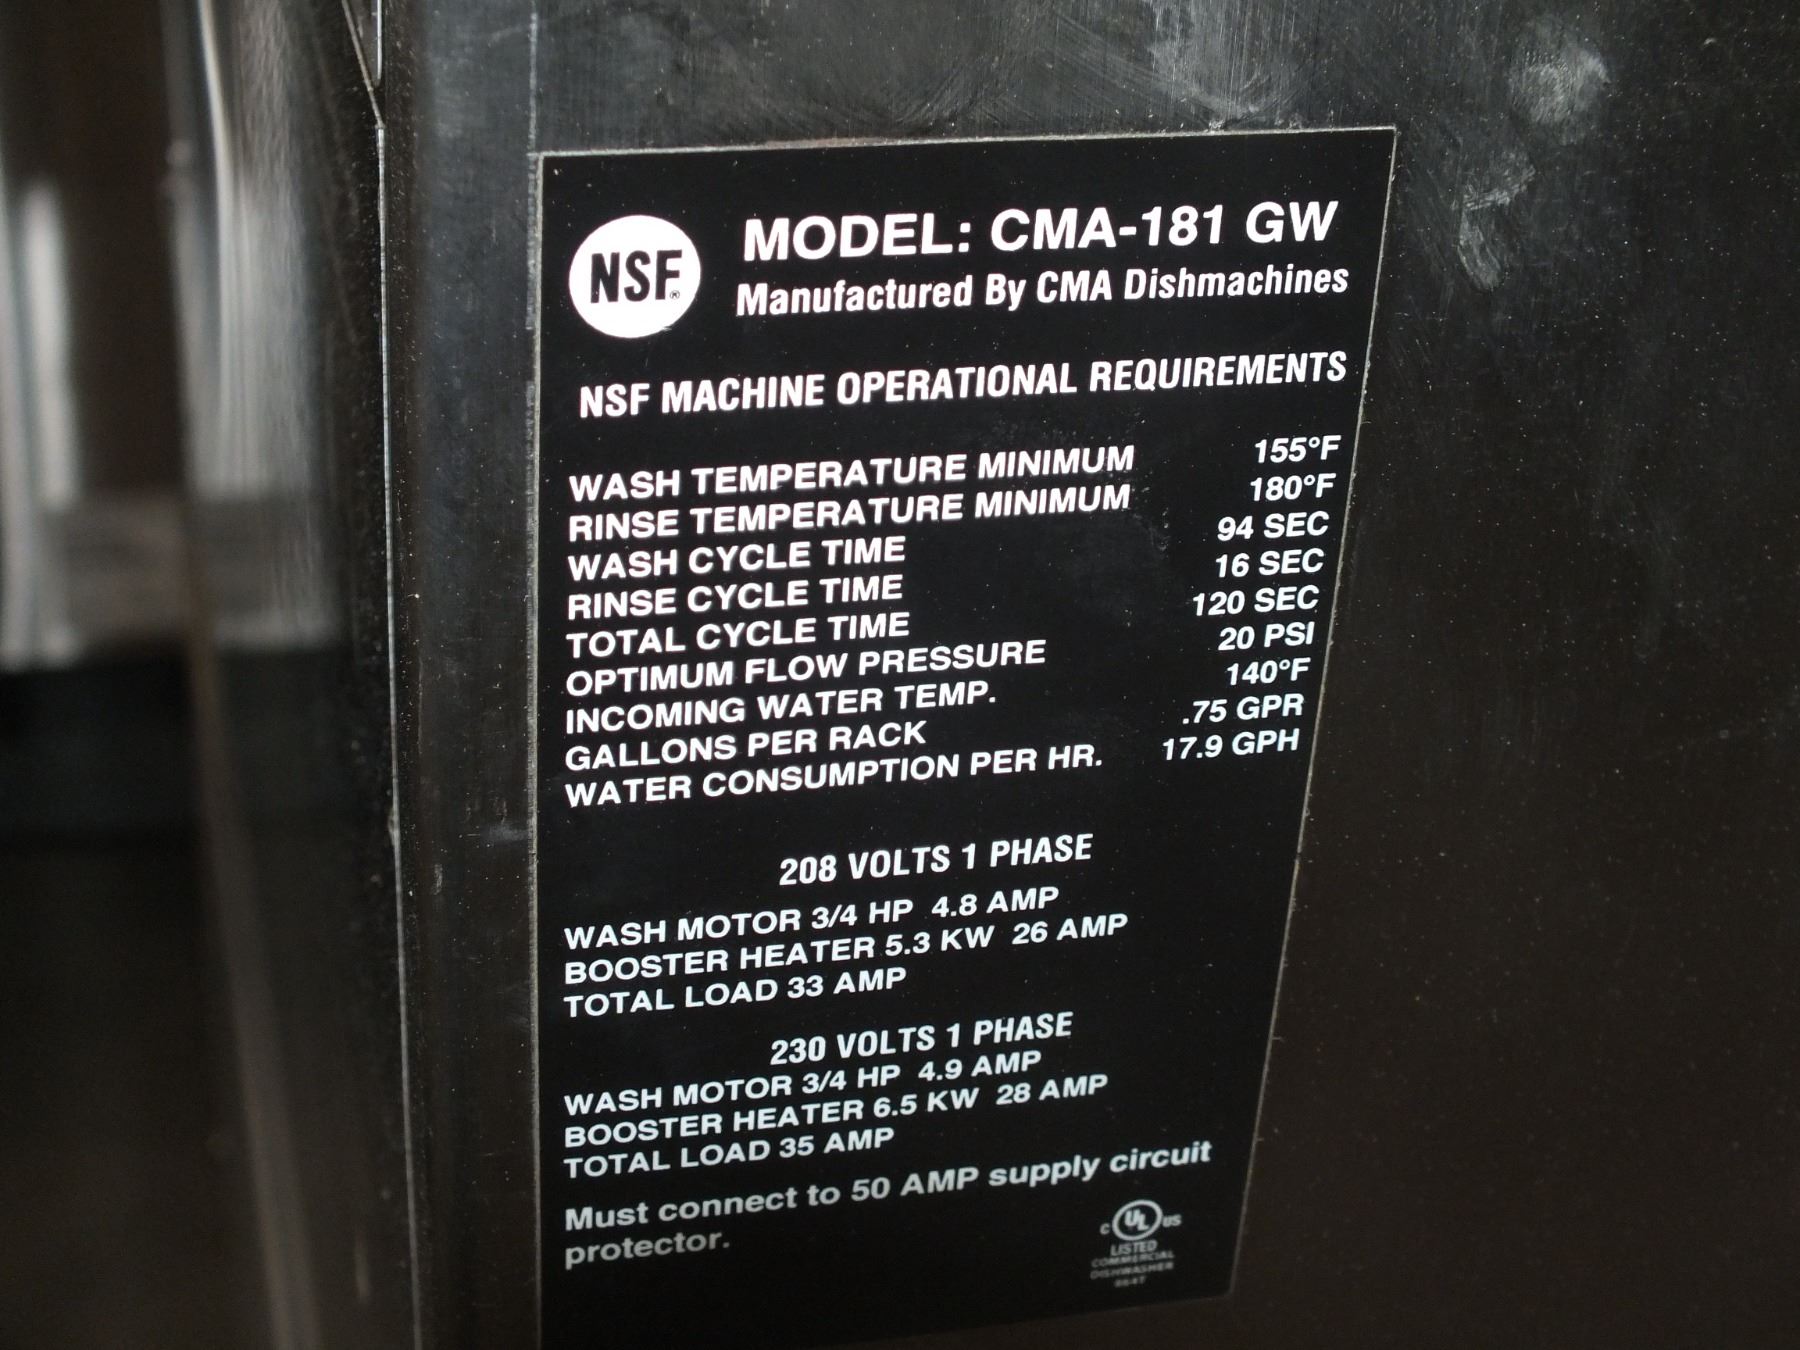 NSF®
MODEL: CMA-181 GW
Manufactured By CMA Dishmachines
NSF MACHINE OPERATIONAL REQUIREMENTS
WASH TEMPERATURE MINIMUM 155°F
RINSE TEMPERATURE MINIMUM 180°F
WASH CYCLE TIME 94 SEC
RINSE CYCLE TIME 16 SEC
TOTAL CYCLE TIME 120 SEC
OPTIMUM FLOW PRESSURE 20 PSI
INCOMING WATER TEMP. 140°F
GALLONS PER RACK .75 GPR
WATER CONSUMPTION PER HR. 17.9 GPH
208 VOLTS 1 PHASE
WASH MOTOR 3/4 HP 4.8 AMP
BOOSTER HEATER 5.3 KW 26 AMP
TOTAL LOAD 33 AMP
230 VOLTS 1 PHASE
WASH MOTOR 3/4 HP 4.9 AMP
BOOSTER HEATER 6.5 KW 28 AMP
TOTAL LOAD 35 AMP
Must connect to 50 AMP supply circuit
protector.
C UL US
LISTED
COMMERCIAL
DISHWASHER